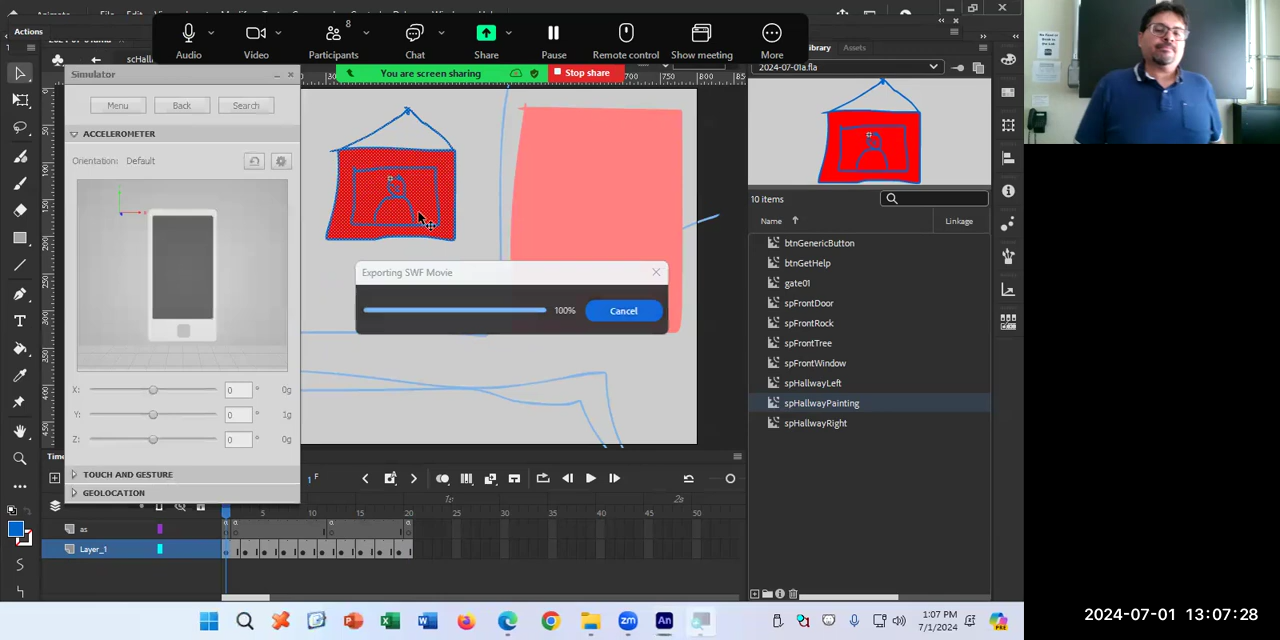 Actions
Audio
Video
8
Participants
Chat
Share
Pause
Remote control
Show meeting
More
You are screen sharing
Stop share
Simulator
Menu
Back
Search
ACCELEROMETER
Orientation: Default
X: 0 ° 0g
Y: 0 ° 1g
Z: 0 ° 0g
TOUCH AND GESTURE
GEOLOCATION
Exporting SWF Movie
100%
Cancel
Library
Assets
2024-07-01a.fla
10 items
Name
Linkage
btnGenericButton
btnGetHelp
gate01
spFrontDoor
spFrontRock
spFrontTree
spFrontWindow
spHallwayLeft
spHallwayPainting
spHallwayRight
1 F
1s
2s
5 10 15 20 25 30 35 40 45 50
as
Layer_1
1:07 PM
7/1/2024
2024-07-01 13:07:28